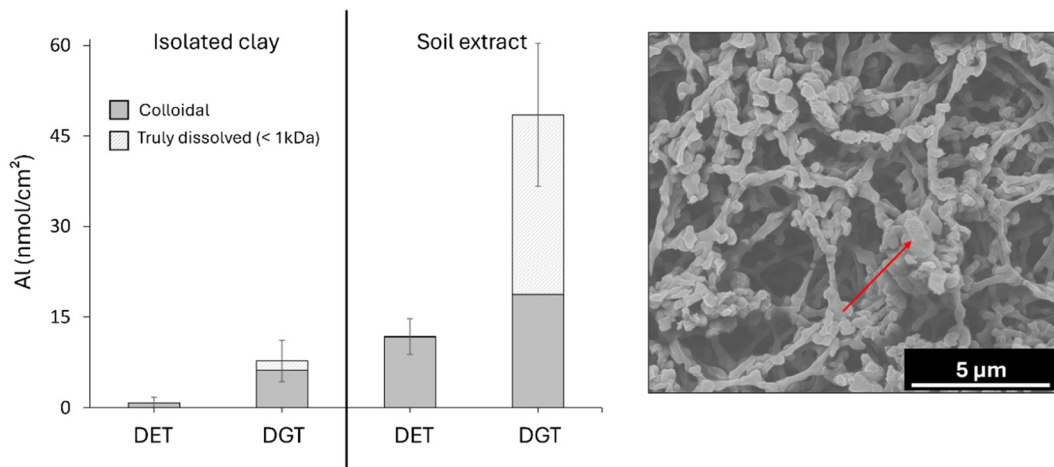 Isolated clay
Soil extract
60
45
30
15
0
Al (nmol/cm²)
Colloidal
Truly dissolved (< 1kDa)
DET
DGT
DET
DGT
5 µm